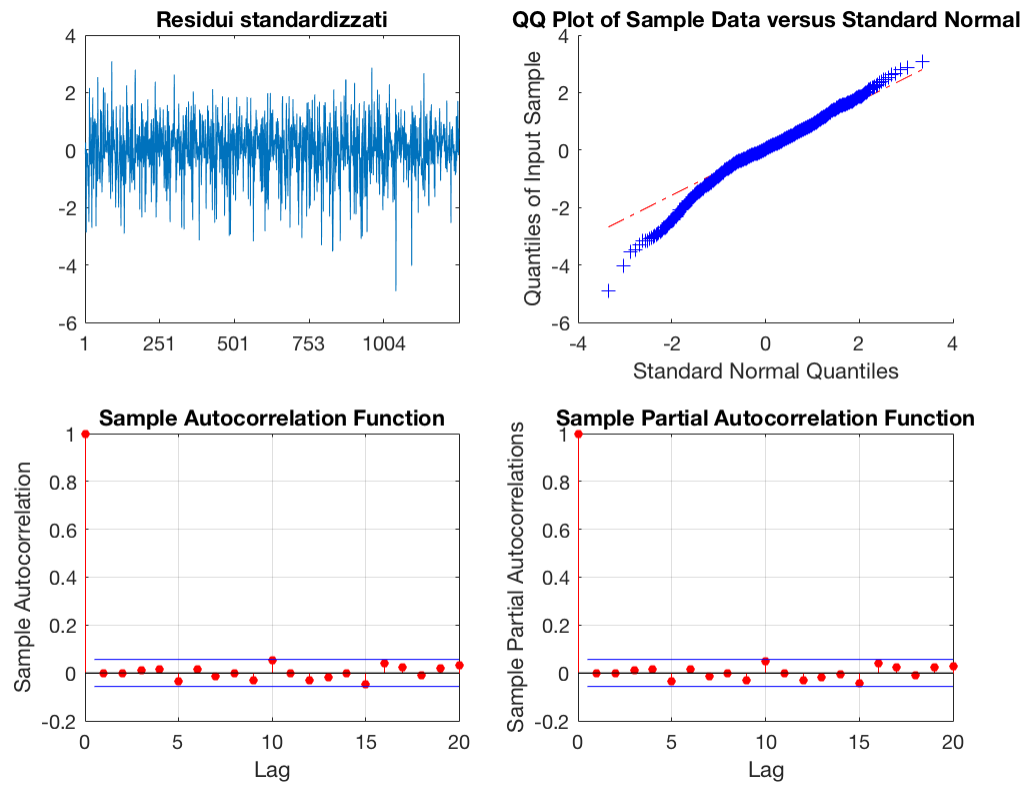 Residui standardizzati
4
2
0
-2
-4
-6
1 251 501 753 1004
QQ Plot of Sample Data versus Standard Normal
Quantiles of Input Sample
4
2
0
-2
-4
-6
-4 -2 0 2 4
Standard Normal Quantiles
Sample Autocorrelation Function
Sample Autocorrelation
1
0.8
0.6
0.4
0.2
0
-0.2
0 5 10 15 20
Lag
Sample Partial Autocorrelation Function
Sample Partial Autocorrelations
1
0.8
0.6
0.4
0.2
0
-0.2
0 5 10 15 20
Lag